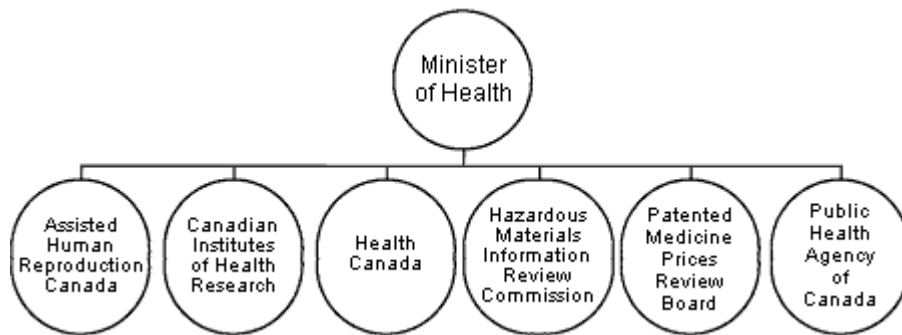 Minister
of Health
Assisted
Human
Reproduction
Canada
Canadian
Institutes
of Health
Research
Health
Canada
Hazardous
Materials
Information
Review
Commission
Patented
Medicine
Prices
Review
Board
Public
Health
Agency
of
Canada